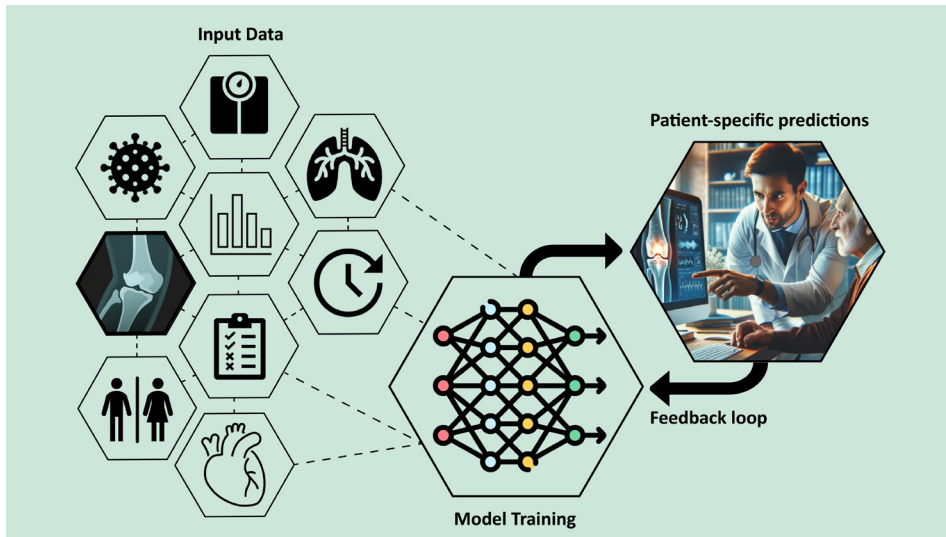 Input Data
Patient-specific predictions
Feedback loop
Model Training